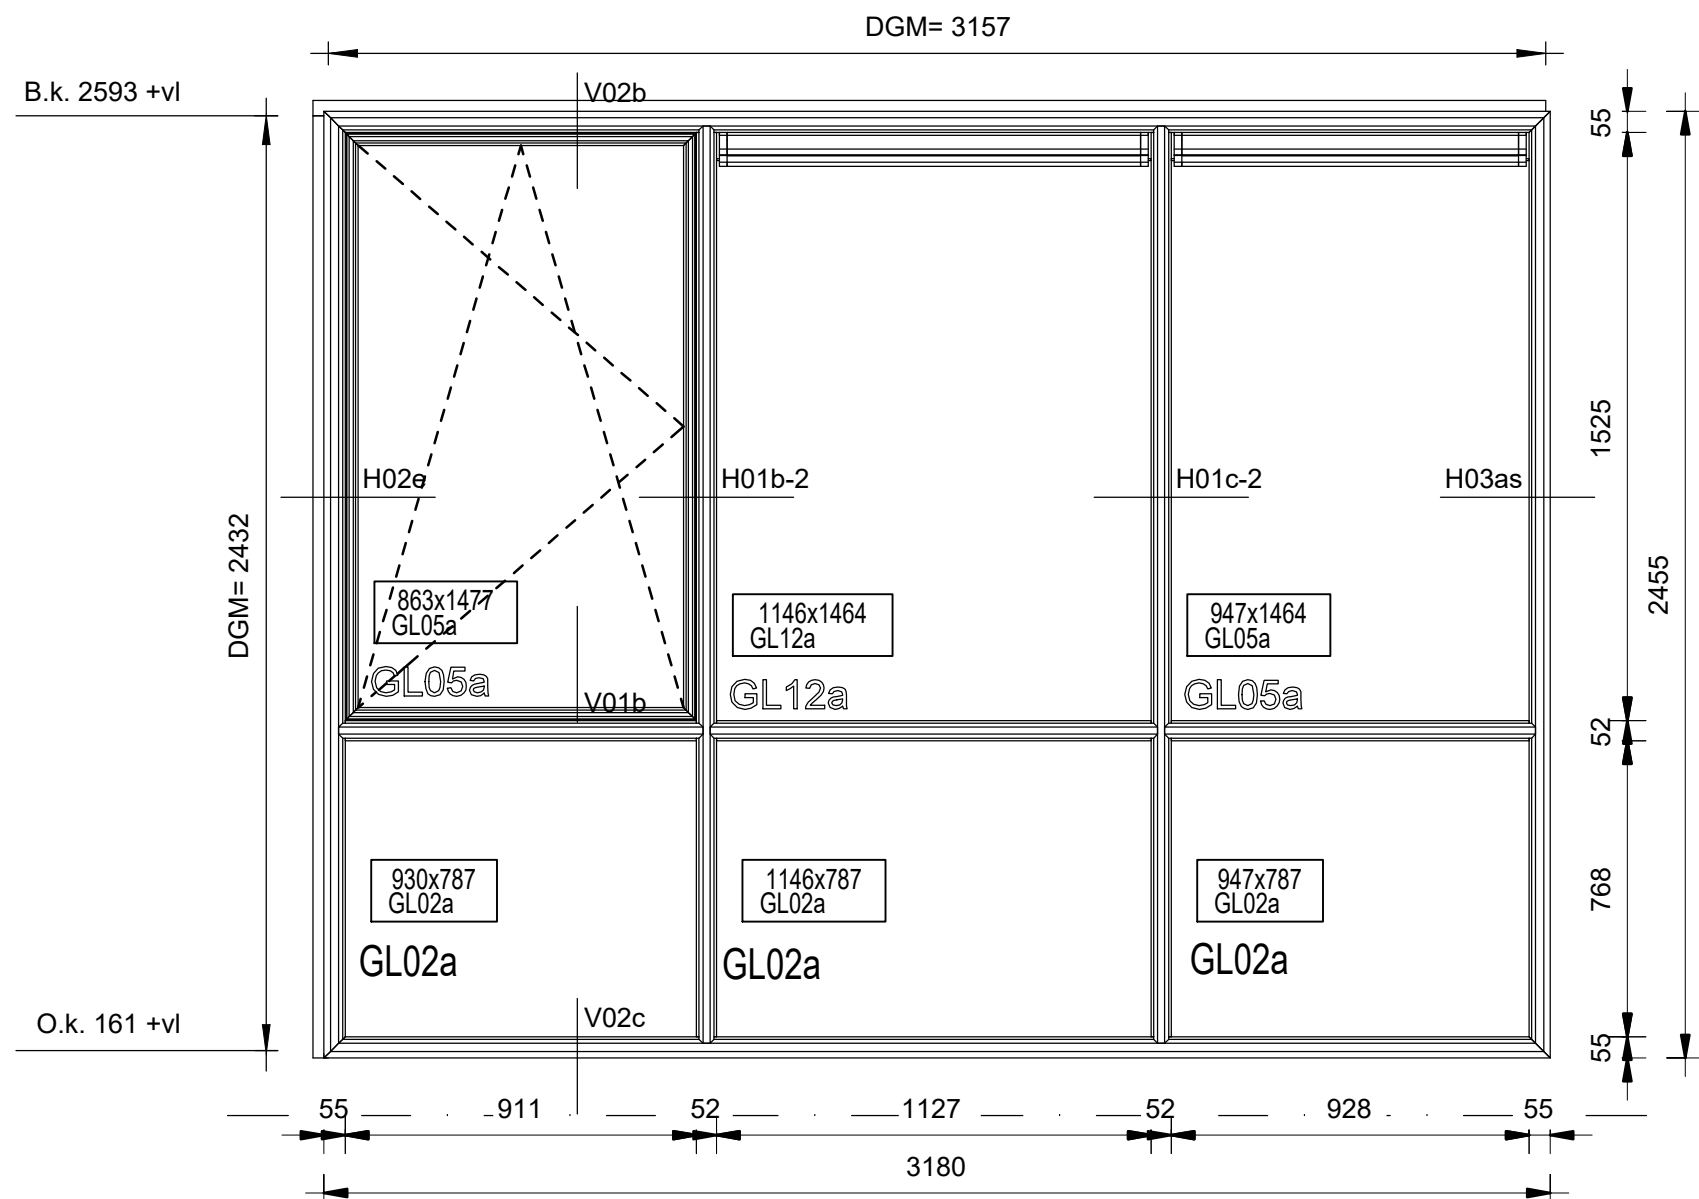 DGM= 3157
B.k. 2593 +vl
V02b
55
1525
H02e
H01b-2
H01c-2
H03as
DGM= 2432
2455
863x1477
GL05a
1146x1464
GL12a
947x1464
GL05a
GL05a
GL12a
GL05a
V01b
52
930x787
GL02a
1146x787
GL02a
947x787
GL02a
768
GL02a
GL02a
GL02a
O.k. 161 +vl
V02c
55
55
911
52
1127
52
928
55
3180